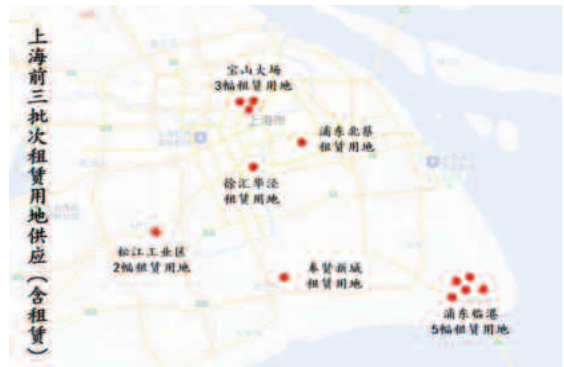 上海前三批次租赁用地供应（含租赁）
宝山大场
3幅租赁用地
上海市
浦东北蔡
租赁用地
徐汇华泾
租赁用地
松江工业区
2幅租赁用地
奉贤新城
租赁用地
浦东临港
5幅租赁用地